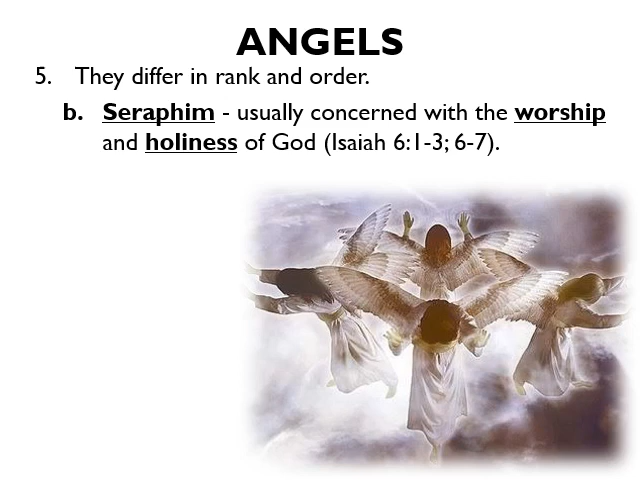 ANGELS
5. They differ in rank and order.
b. Seraphim - usually concerned with the worship
and holiness of God (Isaiah 6:1-3; 6-7).